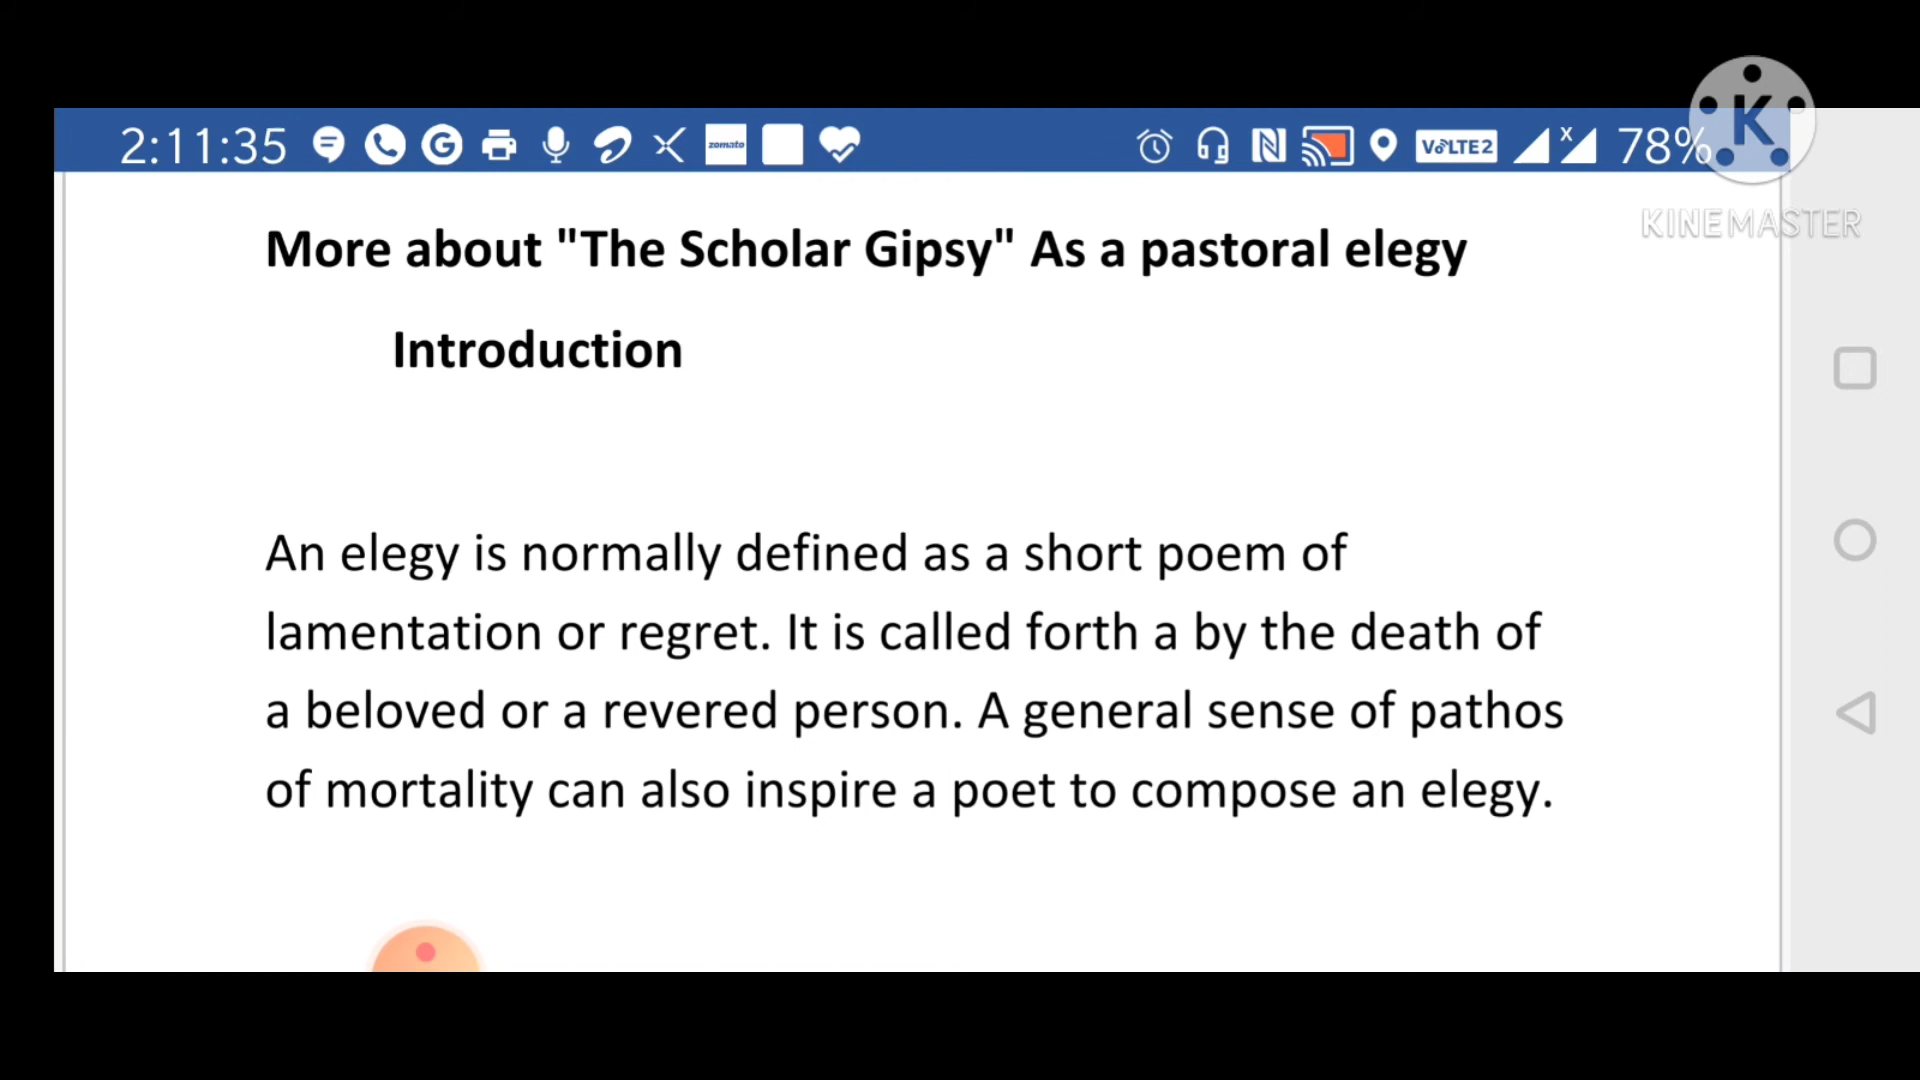 2:11:35 zomato VoLTE2 x 78%
K
KINEMASTER
More about "The Scholar Gipsy" As a pastoral elegy
Introduction
An elegy is normally defined as a short poem of
lamentation or regret. It is called forth a by the death of
a beloved or a revered person. A general sense of pathos
of mortality can also inspire a poet to compose an elegy.